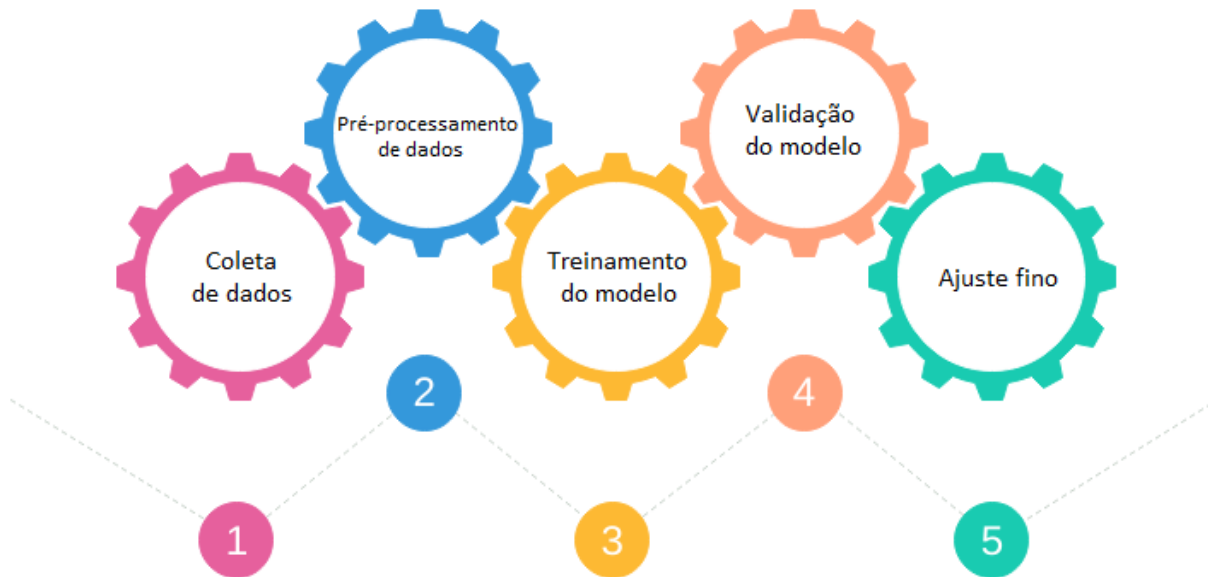 Coleta
de dados
Pré-processamento
de dados
Treinamento
do modelo
Validação
do modelo
Ajuste fino
1
2
3
4
5